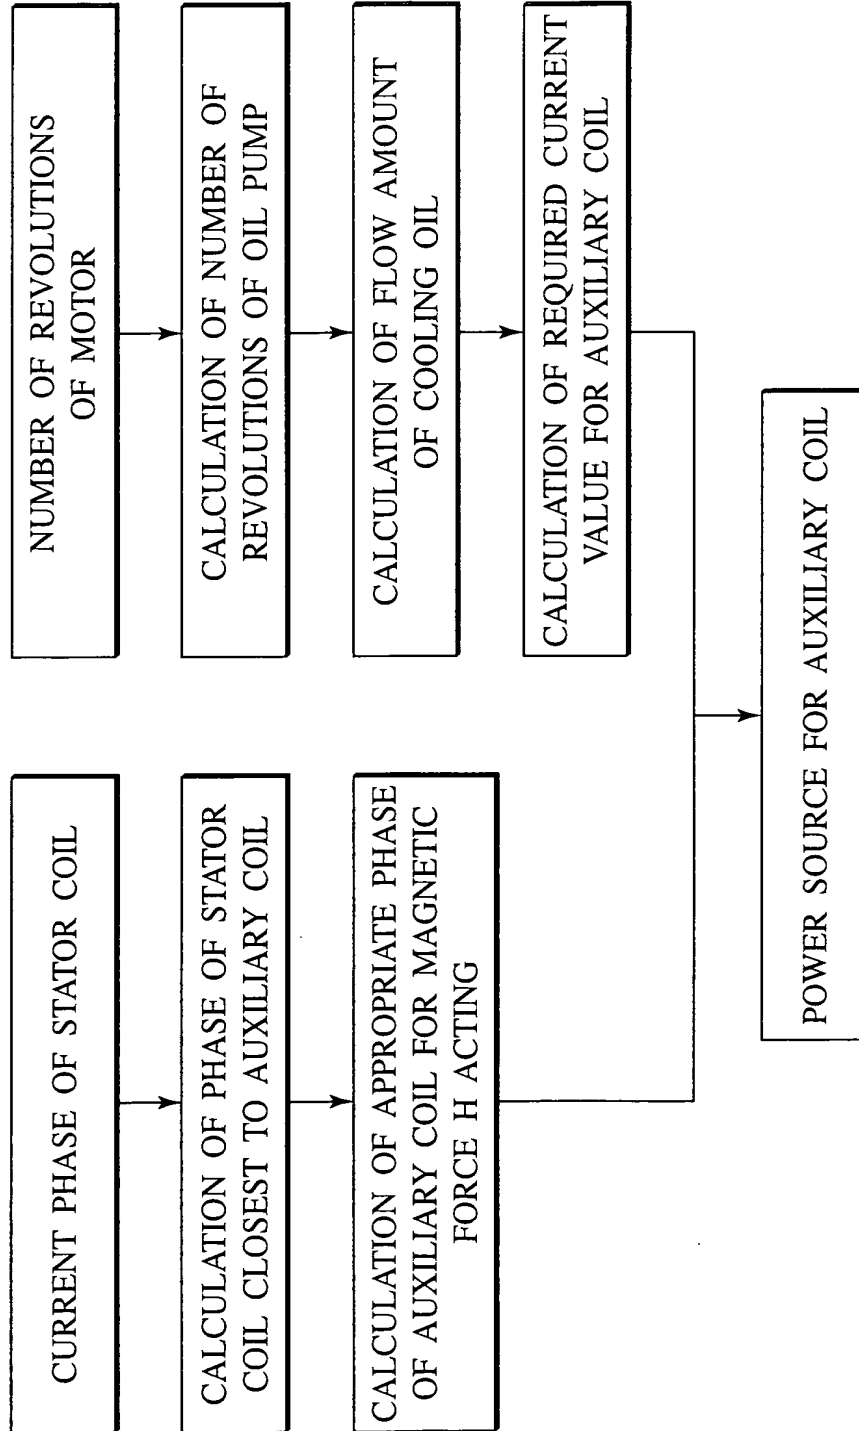 CURRENT PHASE OF STATOR COIL
CALCULATION OF PHASE OF STATOR
COIL CLOSEST TO AUXILIARY COIL
CALCULATION OF APPROPRIATE PHASE
OF AUXILIARY COIL FOR MAGNETIC
FORCE H ACTING
NUMBER OF REVOLUTIONS
OF MOTOR
CALCULATION OF NUMBER OF
REVOLUTIONS OF OIL PUMP
CALCULATION OF FLOW AMOUNT
OF COOLING OIL
CALCULATION OF REQUIRED CURRENT
VALUE FOR AUXILIARY COIL
POWER SOURCE FOR AUXILIARY COIL